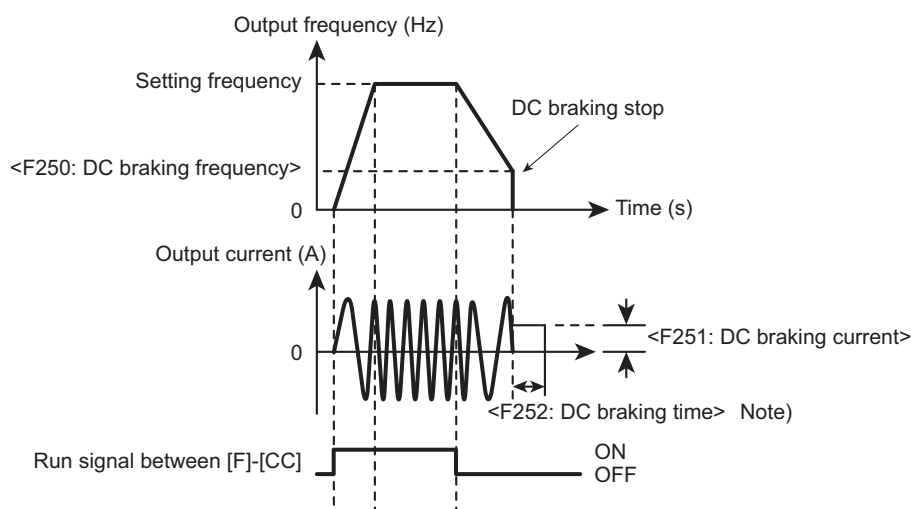 Output frequency (Hz)
Setting frequency
DC braking stop
<F250: DC braking frequency>
0
Time (s)
Output current (A)
<F251: DC braking current>
0
<F252: DC braking time> Note)
Run signal between [F]-[CC]
ON
OFF